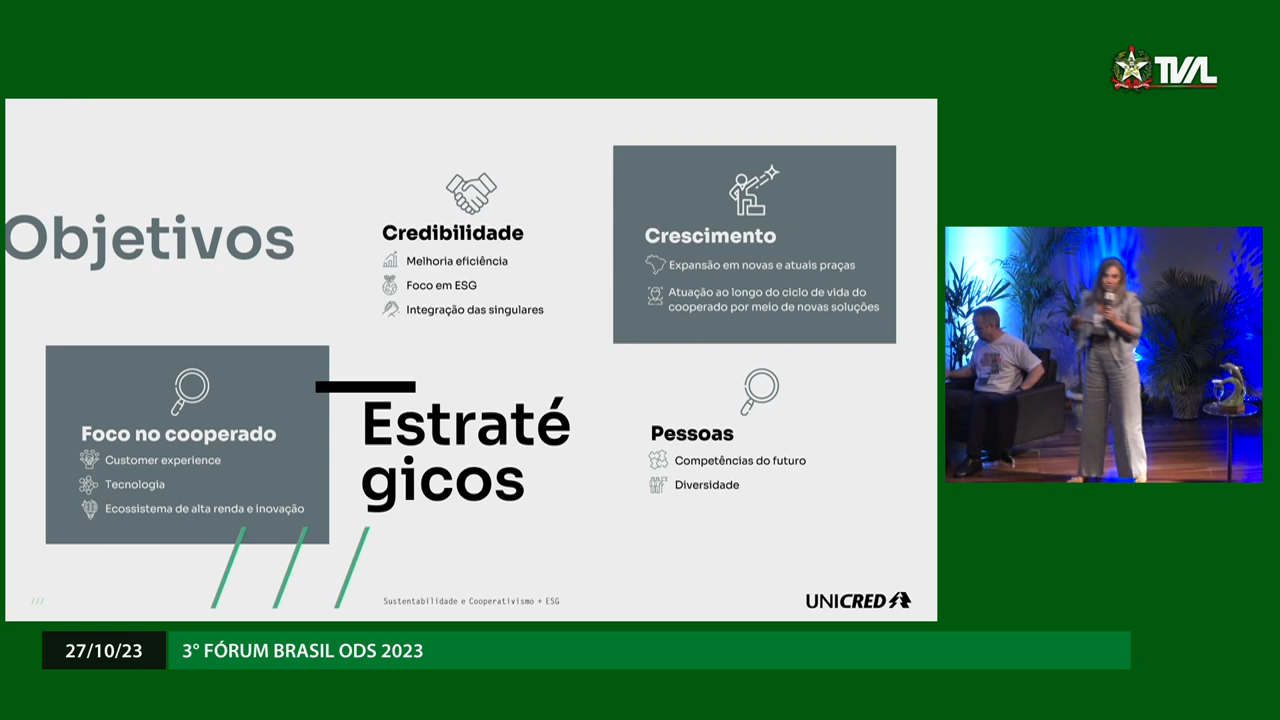 TVAL
Objetivos
Credibilidade
Melhoria eficiência
Foco em ESG
Integração das singulares
Crescimento
Expansão em novas e atuais praças
Atuação ao longo do ciclo de vida do
cooperado por meio de novas soluções
Foco no cooperado
Customer experience
Tecnologia
Ecossistema de alta renda e inovação
Estraté
gicos
Pessoas
Competências do futuro
Diversidade
///
Sustentabilidade e Cooperativismo + ESG
UNICRED
27/10/23
3° FÓRUM BRASIL ODS 2023